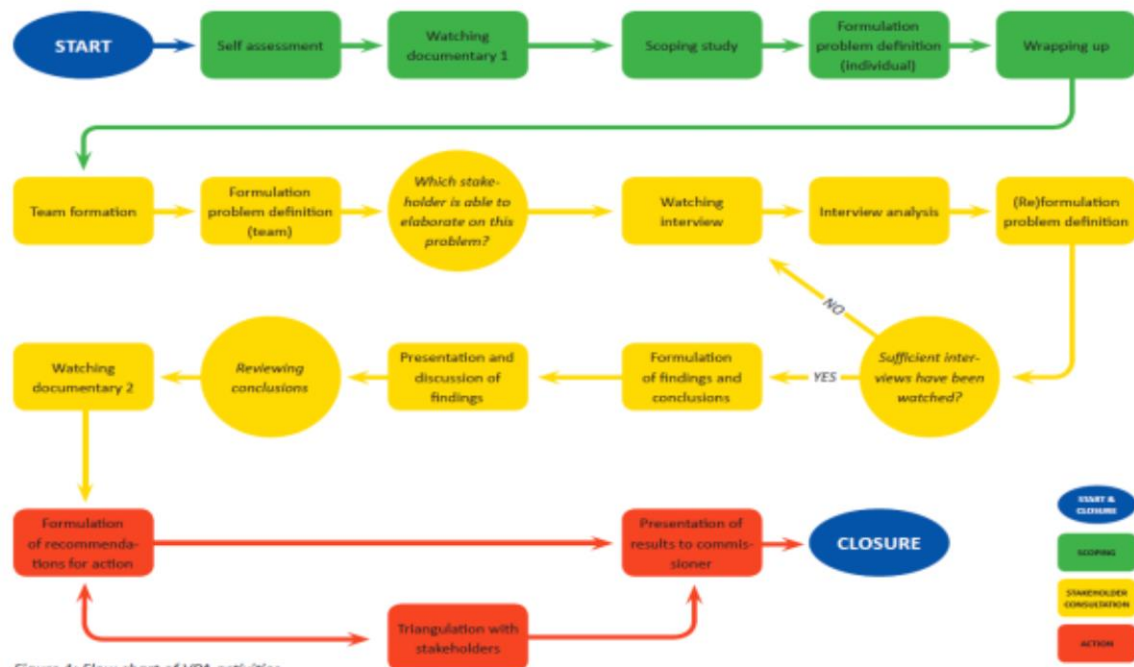 START
Self assessment
Watching
documentary 1
Scoping study
Formulation
problem definition
(individual)
Wrapping up
Team formation
Formulation
problem definition
(team)
Which stake-
holder is able to
elaborate on this
problem?
Watching
interview
Interview analysis
(Re)formulation
problem definition
NO
Watching
documentary 2
Reviewing
conclusions
Presentation and
discussion of
findings
Formulation
of findings and
conclusions
YES
Sufficient inter-
views have been
watched?
Formulation
of recommenda-
tions for action
Presentation of
results to commis-
sioner
CLOSURE
Triangulation with
stakeholders
START &
CLOSURE
SCOPING
STAKEHOLDER
CONSULTATION
ACTION